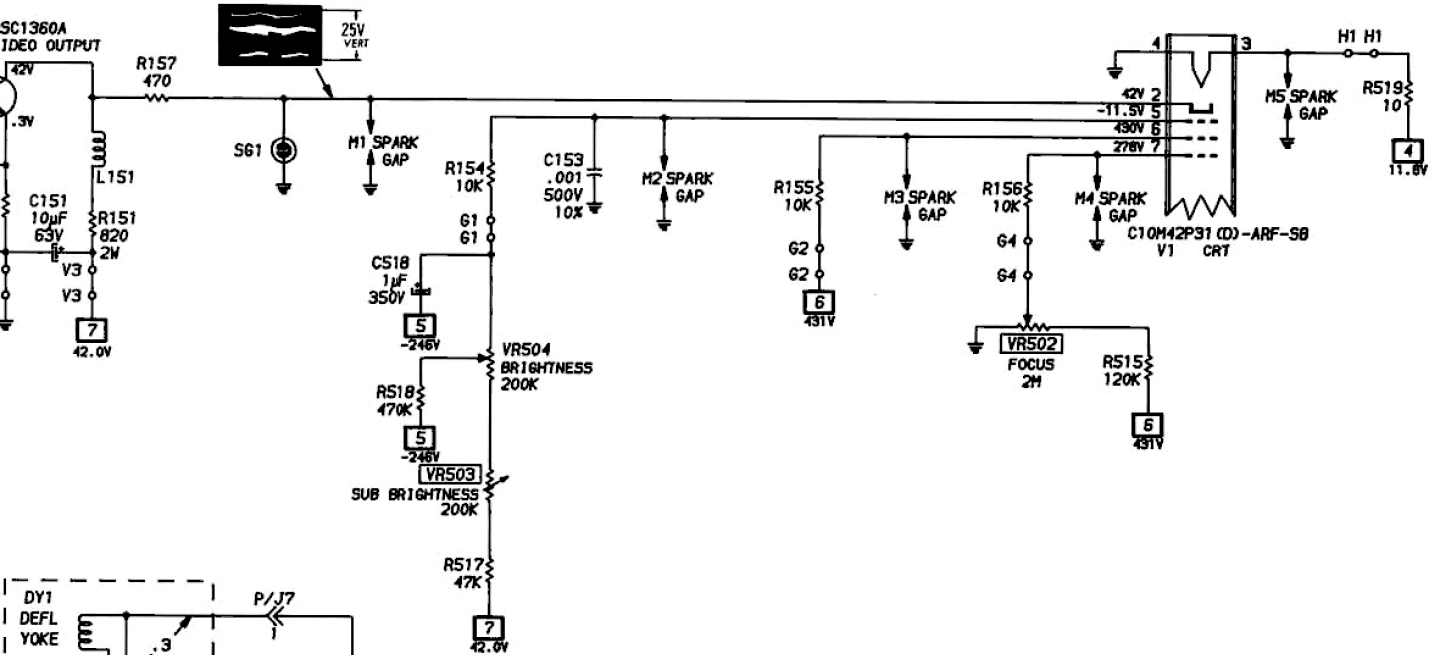 SC1360A
IDEO OUTPUT
42V
.3V
R157
470
25V
VERT
SG1
M1 SPARK
GAP
L151
C151
10µF
63V
R151
820
2W
V3
V3
7
42.0V
R154
10K
G1
G1
C153
.001
500V
10%
M2 SPARK
GAP
C518
1µF
350V
5
-246V
VR504
BRIGHTNESS
200K
R518
470K
5
-246V
VR503
SUB BRIGHTNESS
200K
R517
47K
7
42.0V
R155
10K
G2
G2
6
431V
M3 SPARK
GAP
R156
10K
G4
G4
M4 SPARK
GAP
VR502
FOCUS
2M
R515
120K
6
431V
4
3
42V 2
-11.5V 5
430V 6
278V 7
C10M42P31(D)-ARF-SB
V1 CRT
M5 SPARK
GAP
H1 H1
R519
10
4
11.8V
DY1
DEFL
YOKE
.3
P/J7
1